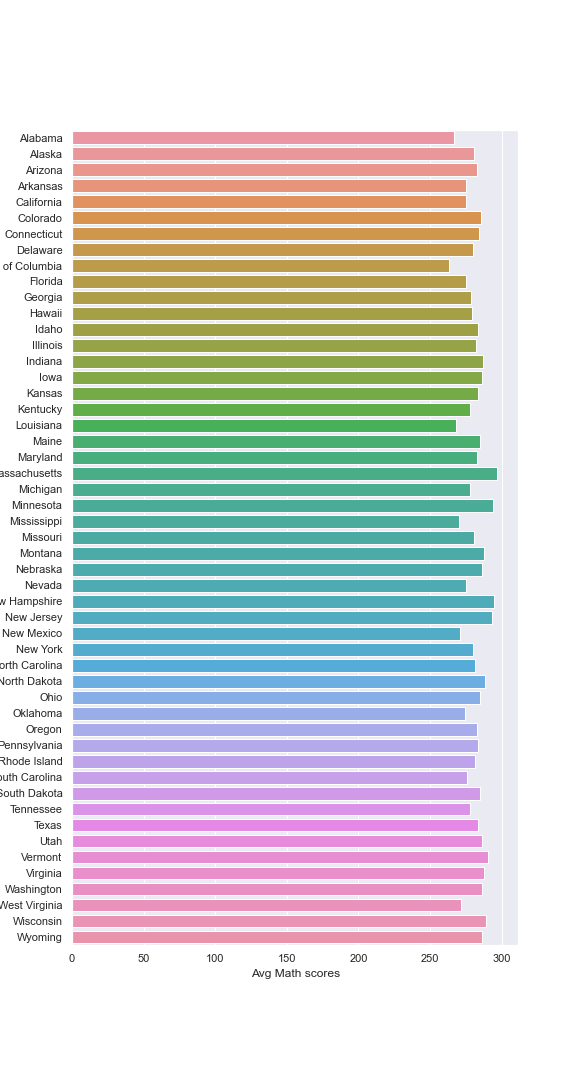 Alabama
Alaska
Arizona
Arkansas
California
Colorado
Connecticut
Delaware
of Columbia
Florida
Georgia
Hawaii
Idaho
Illinois
Indiana
Iowa
Kansas
Kentucky
Louisiana
Maine
Maryland
assachusetts
Michigan
Minnesota
Mississippi
Missouri
Montana
Nebraska
Nevada
w Hampshire
New Jersey
New Mexico
New York
orth Carolina
North Dakota
Ohio
Oklahoma
Oregon
Pennsylvania
Rhode Island
outh Carolina
South Dakota
Tennessee
Texas
Utah
Vermont
Virginia
Washington
West Virginia
Wisconsin
Wyoming
0 50 100 150 200 250 300
Avg Math scores